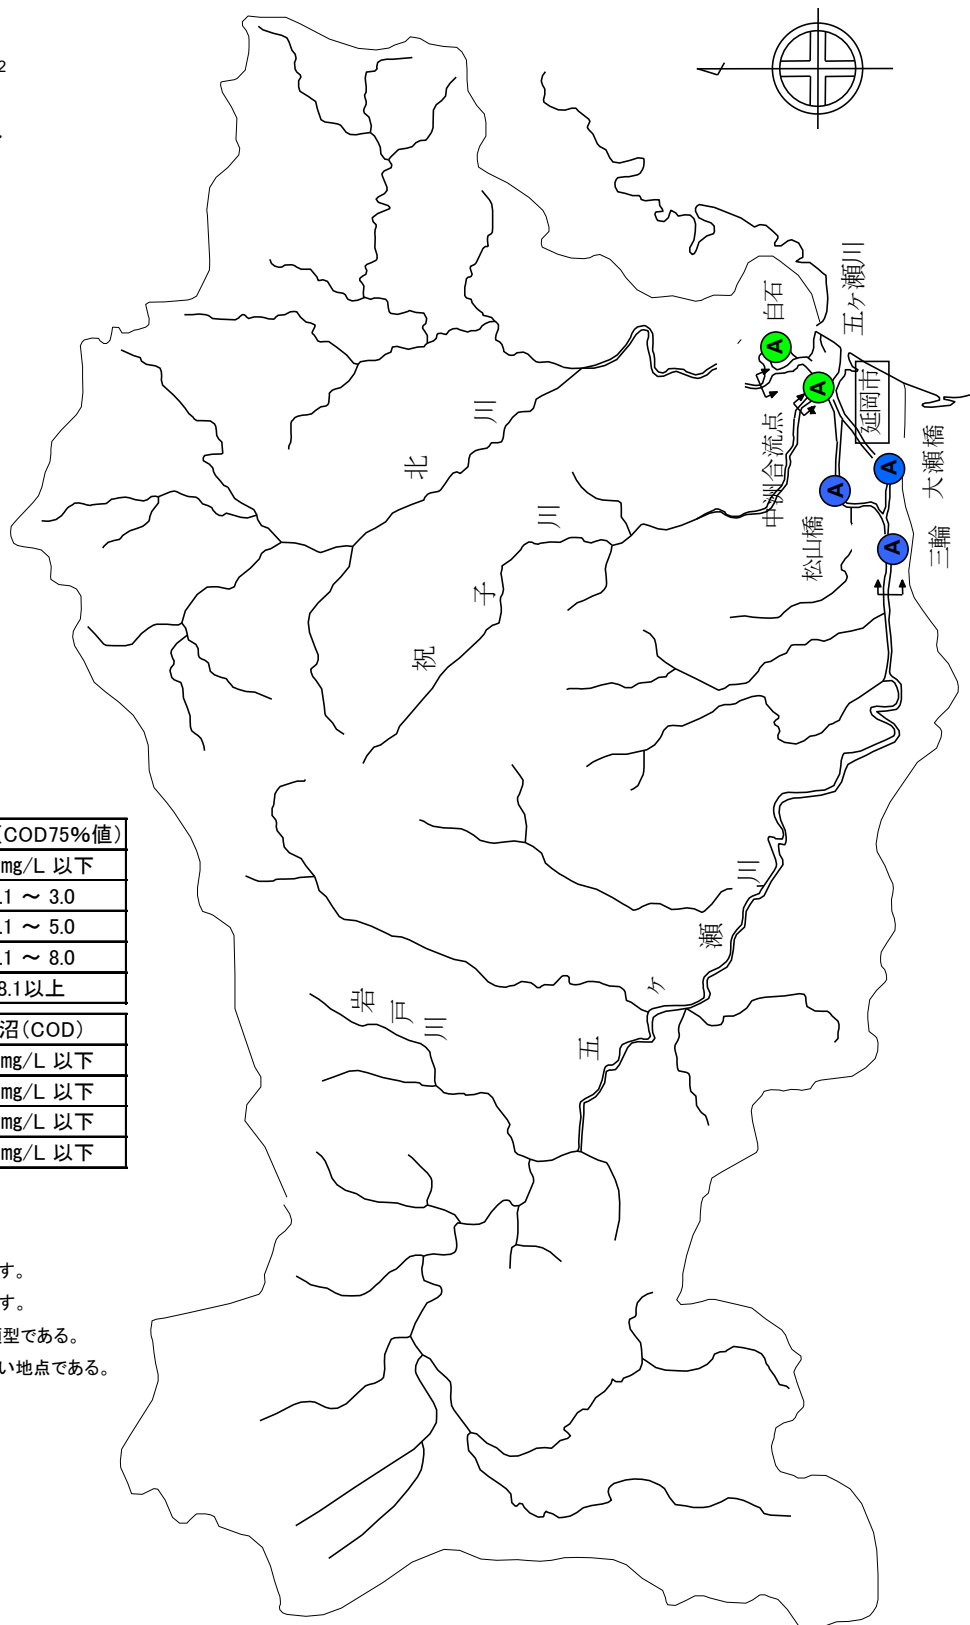 2
白石
五ヶ瀬川
A
A
延岡市
中洲合流点
大瀬橋
A
A
松山橋
A
三輪
北川
祝子川
五ヶ瀬川
岩戸川
(COD75%値)
mg/L 以下
.1 ～ 3.0
.1 ～ 5.0
.1 ～ 8.0
8.1以上
沼(COD)
mg/L 以下
mg/L 以下
mg/L 以下
mg/L 以下
す。
す。
型である。
い地点である。